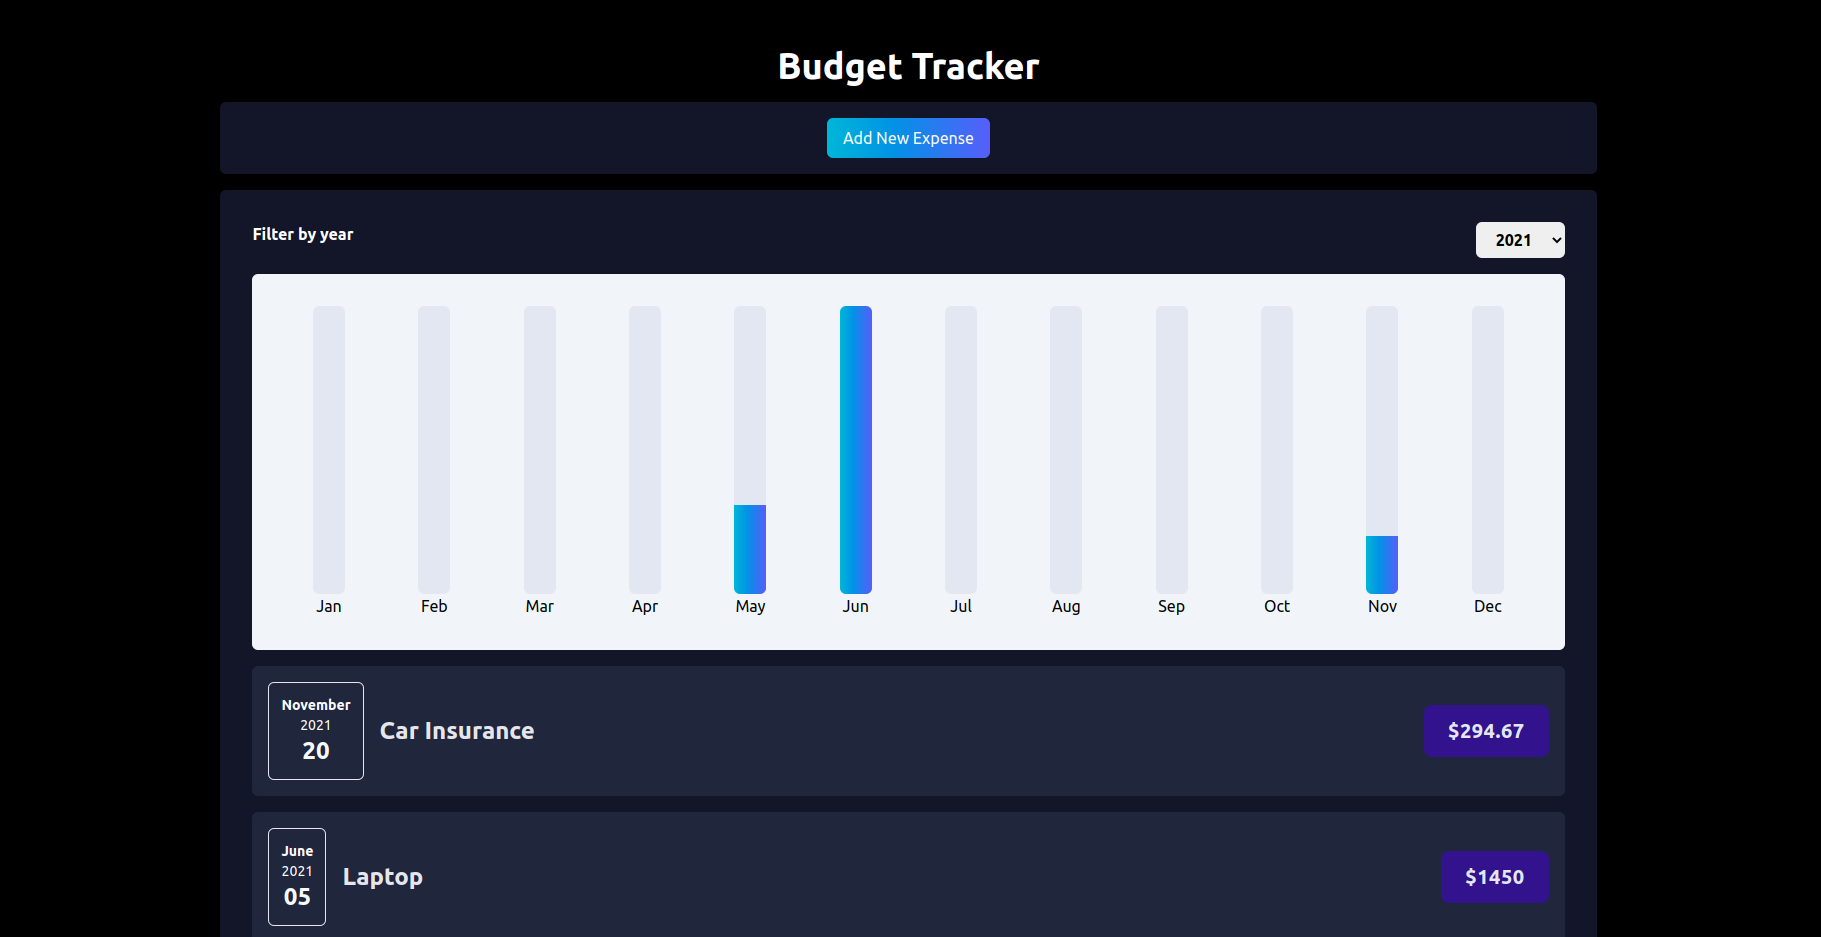 Budget Tracker
Add New Expense
Filter by year
2021
Jan Feb Mar Apr May Jun Jul Aug Sep Oct Nov Dec
November
2021
20
Car Insurance
$294.67
June
2021
05
Laptop
$1450